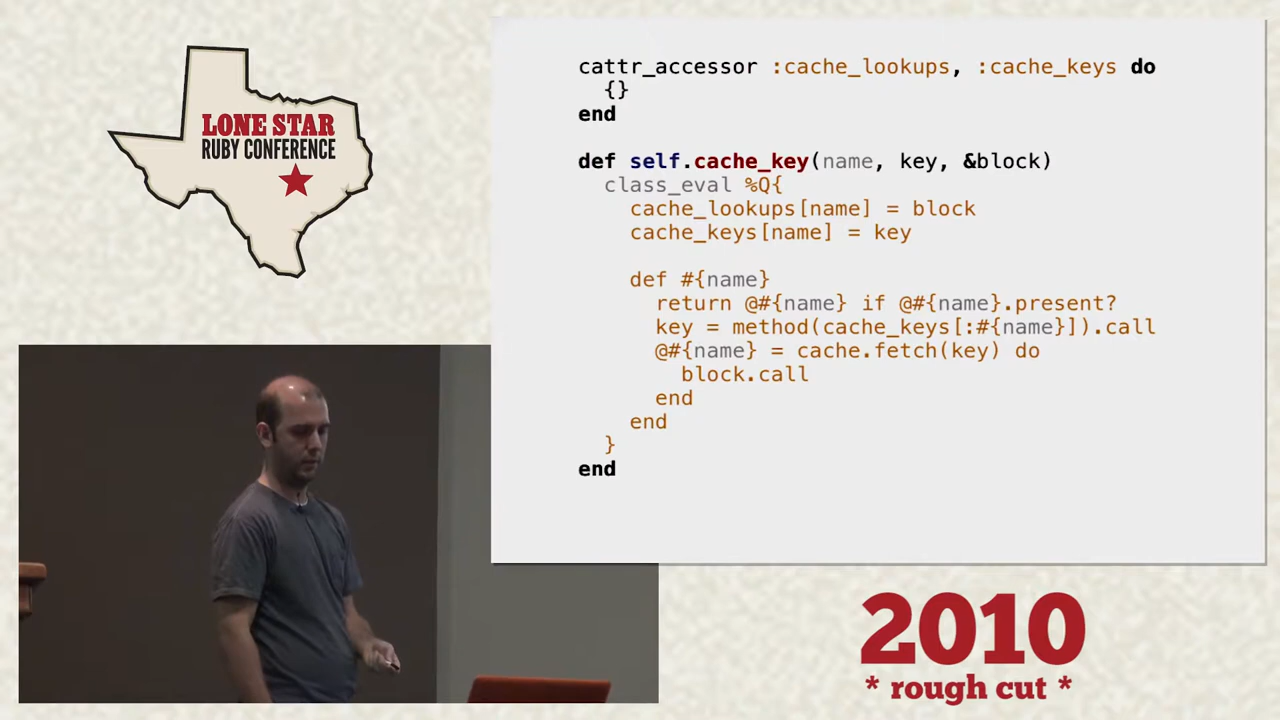 LONE STAR
RUBY CONFERENCE
cattr_accessor :cache_lookups, :cache_keys do
{}
end
def self.cache_key(name, key, &block)
class_eval %Q{
cache_lookups[name] = block
cache_keys[name] = key
def #{name}
return @#{name} if @#{name}.present?
key = method(cache_keys[:#{name}]).call
@#{name} = cache.fetch(key) do
block.call
end
end
}
end
2010
* rough cut *